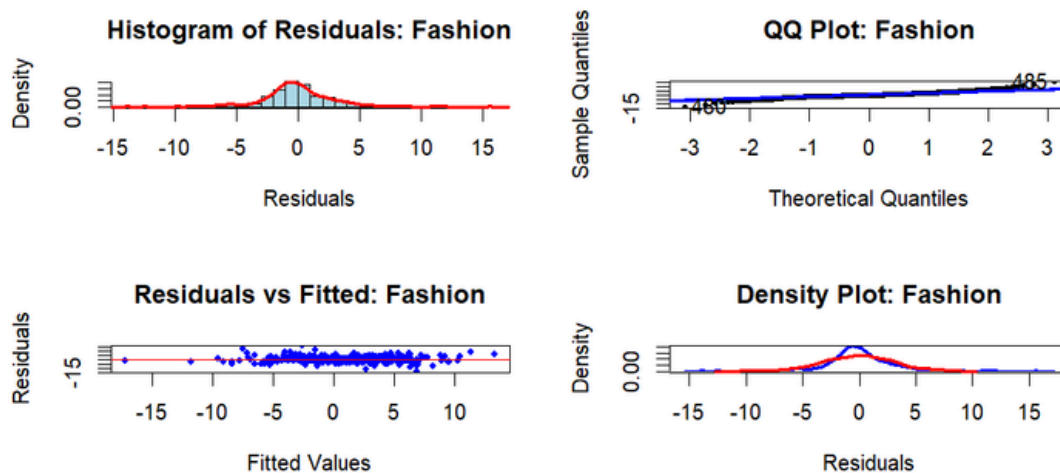 Histogram of Residuals: Fashion
Density
0.00
-15 -10 -5 0 5 10 15
Residuals
QQ Plot: Fashion
Sample Quantiles
-15
460
485
-3 -2 -1 0 1 2 3
Theoretical Quantiles
Residuals vs Fitted: Fashion
Residuals
-15
-15 -10 -5 0 5 10
Fitted Values
Density Plot: Fashion
Density
0.00
-15 -10 -5 0 5 10 15
Residuals